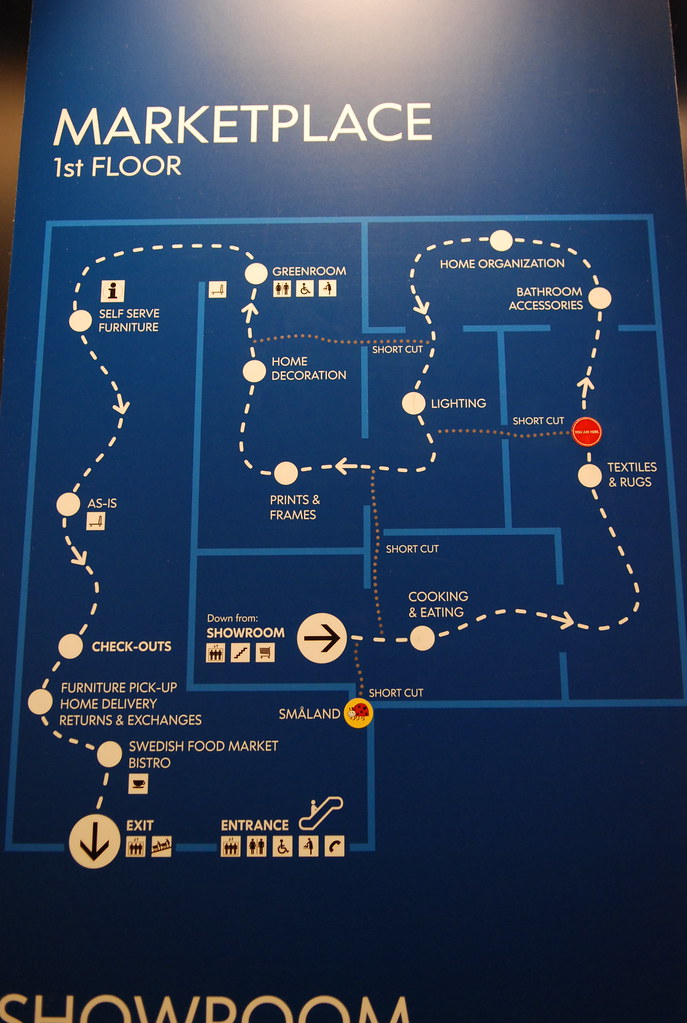 MARKETPLACE
1st FLOOR
GREENROOM
HOME ORGANIZATION
BATHROOM
ACCESSORIES
SELF SERVE
FURNITURE
SHORT CUT
HOME
DECORATION
LIGHTING
SHORT CUT
YOU ARE HERE
TEXTILES
& RUGS
PRINTS &
FRAMES
AS-IS
SHORT CUT
COOKING
& EATING
Down from:
SHOWROOM
CHECK-OUTS
SHORT CUT
FURNITURE PICK-UP
HOME DELIVERY
RETURNS & EXCHANGES
SMÅLAND
SWEDISH FOOD MARKET
BISTRO
EXIT
ENTRANCE
SHOWROOM